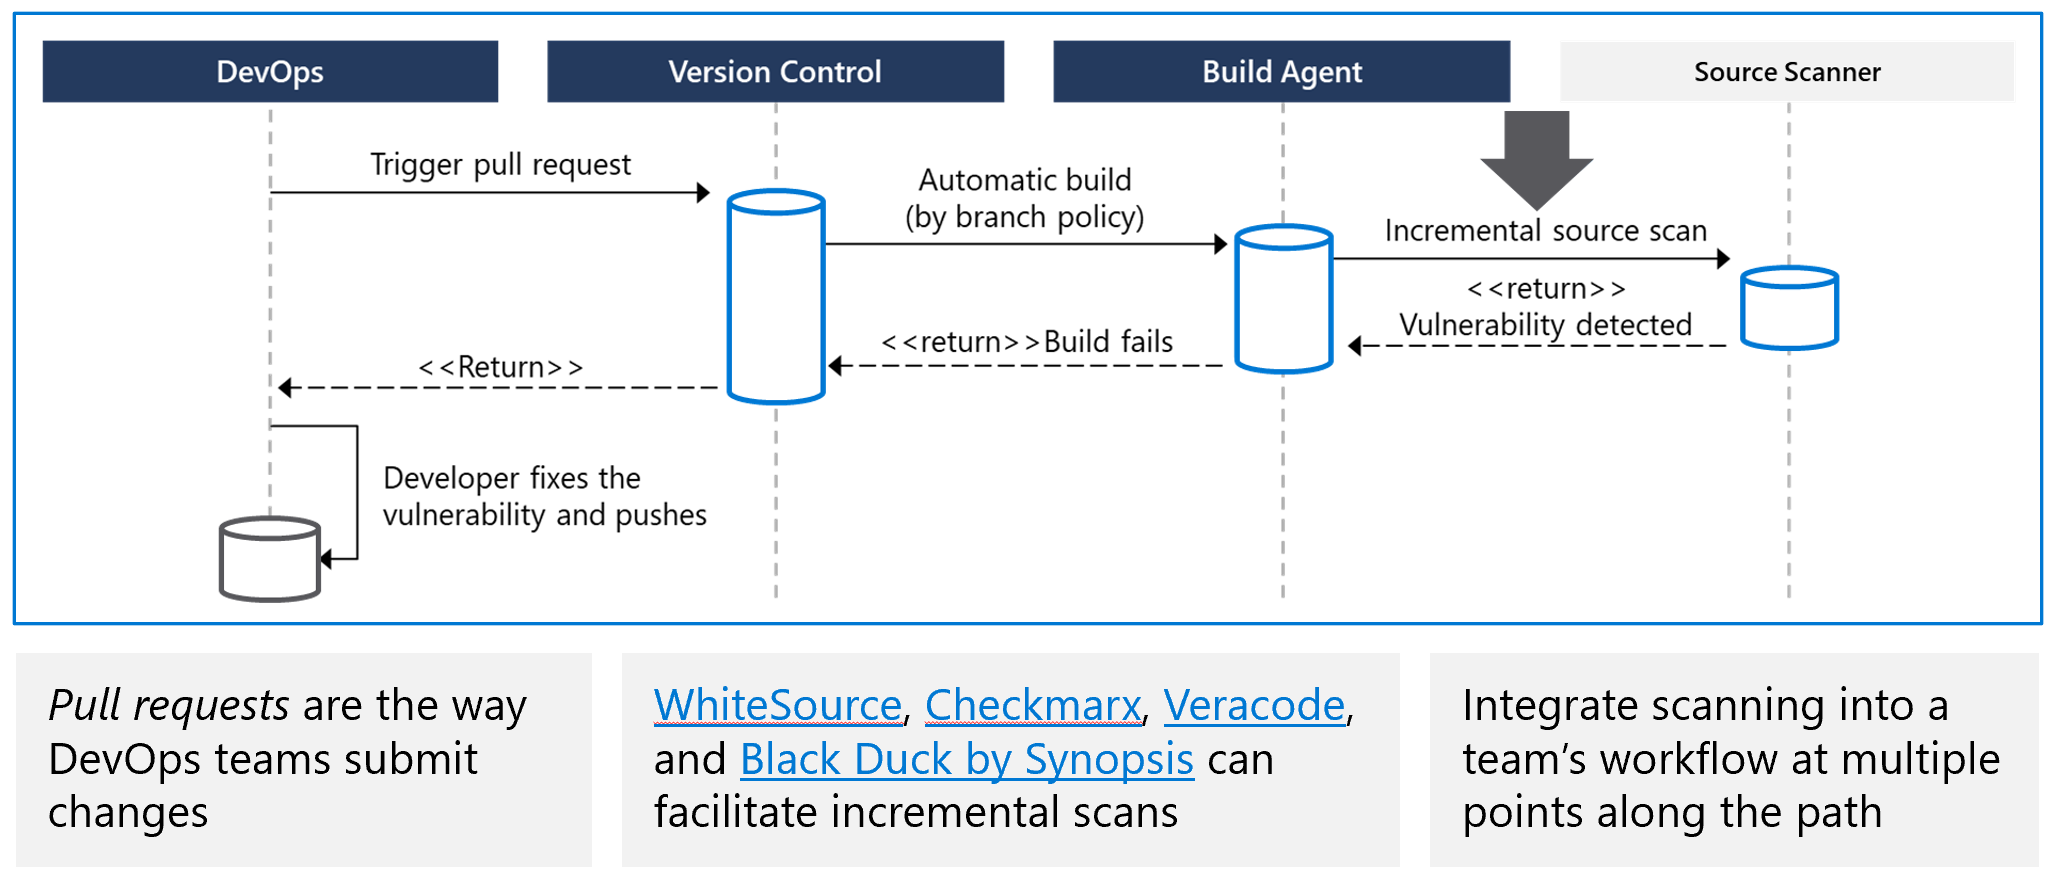 DevOps
Version Control
Build Agent
Source Scanner
Trigger pull request
Automatic build
(by branch policy)
Incremental source scan
<<return>>
Vulnerability detected
<<return>>Build fails
<<Return>>
Developer fixes the
vulnerability and pushes
Pull requests are the way
DevOps teams submit
changes
WhiteSource, Checkmarx, Veracode,
and Black Duck by Synopsis can
facilitate incremental scans
Integrate scanning into a
team’s workflow at multiple
points along the path